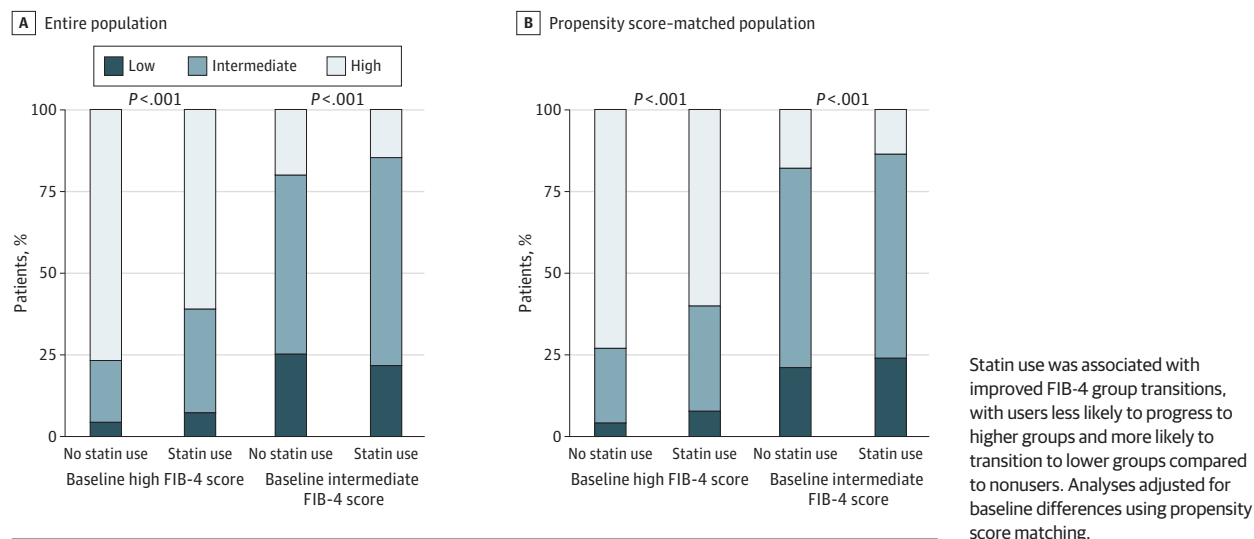 A Entire population
Low Intermediate High
P<.001 P<.001
100
75
50
25
0
Patients, %
No statin use Statin use No statin use Statin use
Baseline high FIB-4 score Baseline intermediate
FIB-4 score
B Propensity score-matched population
P<.001 P<.001
100
75
50
25
0
Patients, %
No statin use Statin use No statin use Statin use
Baseline high FIB-4 score Baseline intermediate
FIB-4 score
Statin use was associated with
improved FIB-4 group transitions,
with users less likely to progress to
higher groups and more likely to
transition to lower groups compared
to nonusers. Analyses adjusted for
baseline differences using propensity
score matching.